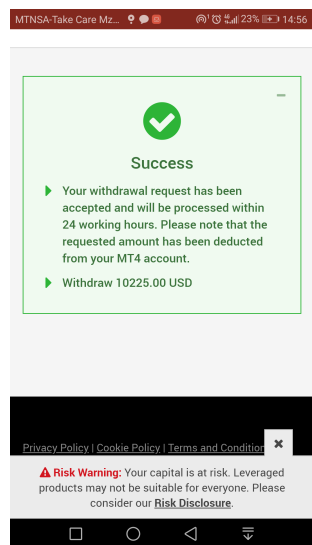 MTNSA-Take Care Mz... 23% 14:56
Success
Your withdrawal request has been
accepted and will be processed within
24 working hours. Please note that the
requested amount has been deducted
from your MT4 account.
Withdraw 10225.00 USD
Privacy Policy | Cookie Policy | Terms and Condition
Risk Warning: Your capital is at risk. Leveraged
products may not be suitable for everyone. Please
consider our Risk Disclosure.